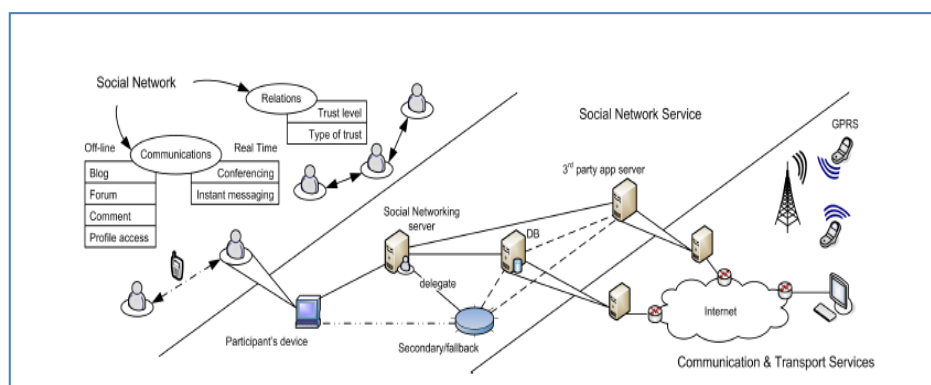 Social Network
Relations
Trust level
Type of trust
Off-line
Communications
Real Time
Blog
Forum
Comment
Profile access
Conferencing
Instant messaging
Social Network Service
GPRS
3rd party app server
Social Networking
server
DB
delegate
Participant's device
Secondary/fallback
Internet
Communication & Transport Services